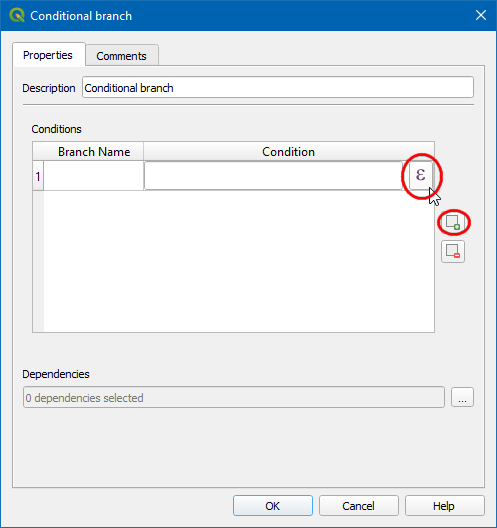 Conditional branch
Properties Comments
Description Conditional branch
Conditions
Branch Name Condition
1 ε
Dependencies
0 dependencies selected ...
OK Cancel Help